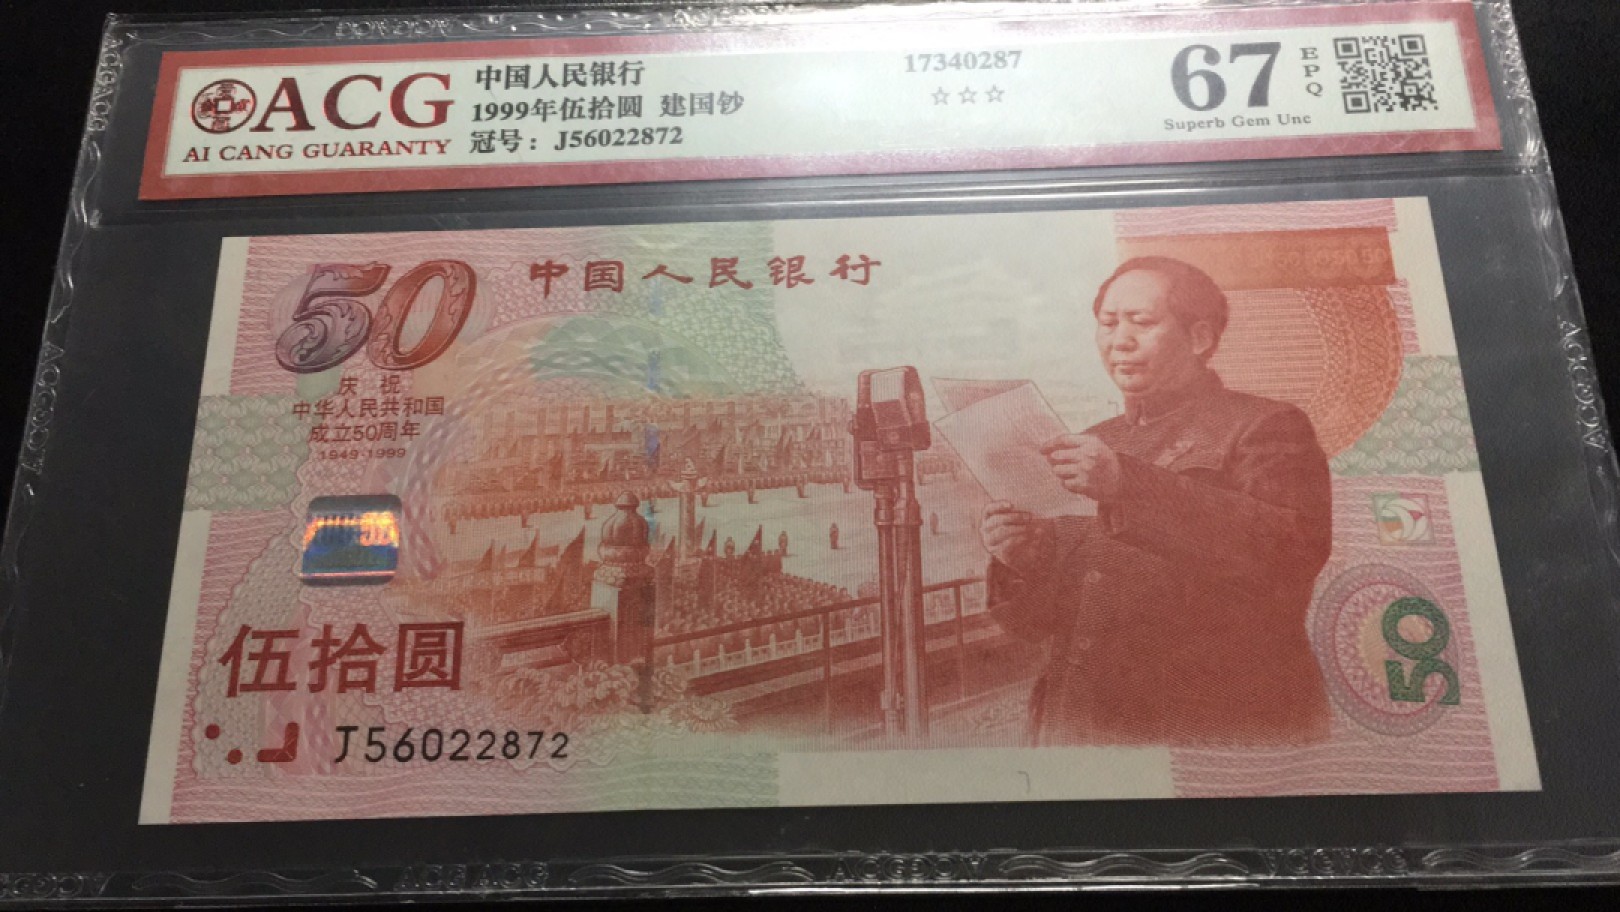 ACG
AI CANG GUARANTY
中国人民银行
1999年伍拾圆 建国钞
冠号: J56022872
17340287
☆☆☆
67
EPQ
Superb Gem Unc
50
中国人民银行
庆祝
中华人民共和国
成立50周年
1949-1999
伍拾圆
J56022872
50